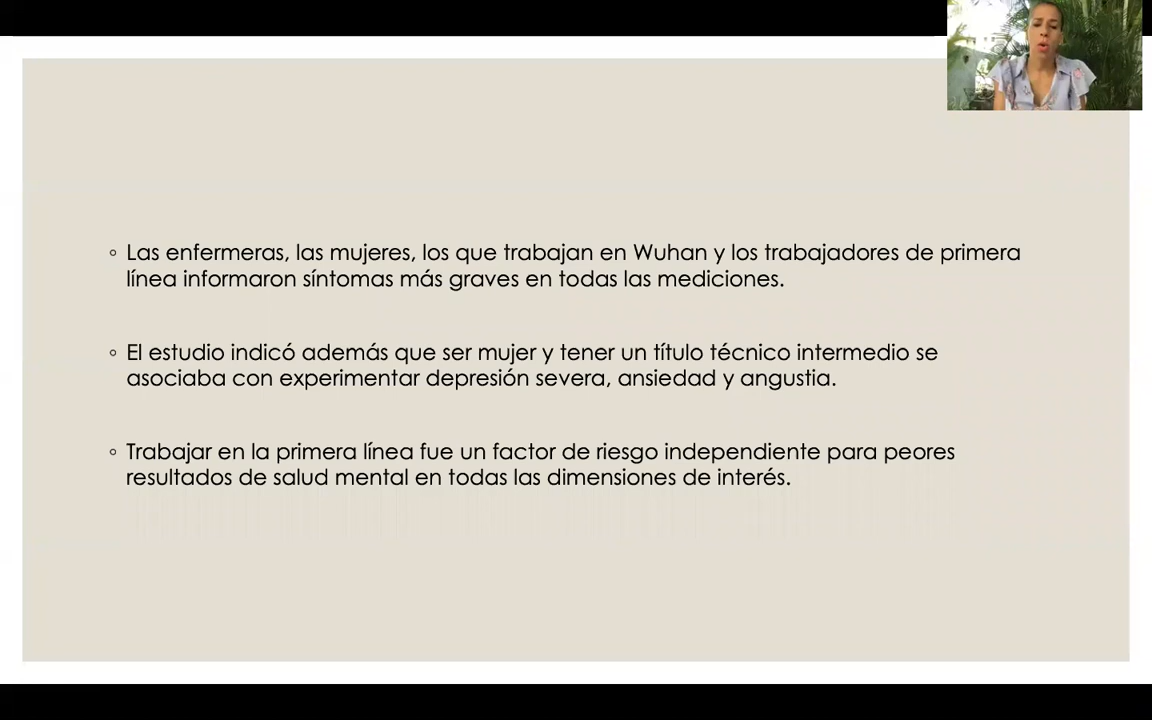 ◦ Las enfermeras, las mujeres, los que trabajan en Wuhan y los trabajadores de primera
línea informaron síntomas más graves en todas las mediciones.
◦ El estudio indicó además que ser mujer y tener un título técnico intermedio se
asociaba con experimentar depresión severa, ansiedad y angustia.
◦ Trabajar en la primera línea fue un factor de riesgo independiente para peores
resultados de salud mental en todas las dimensiones de interés.